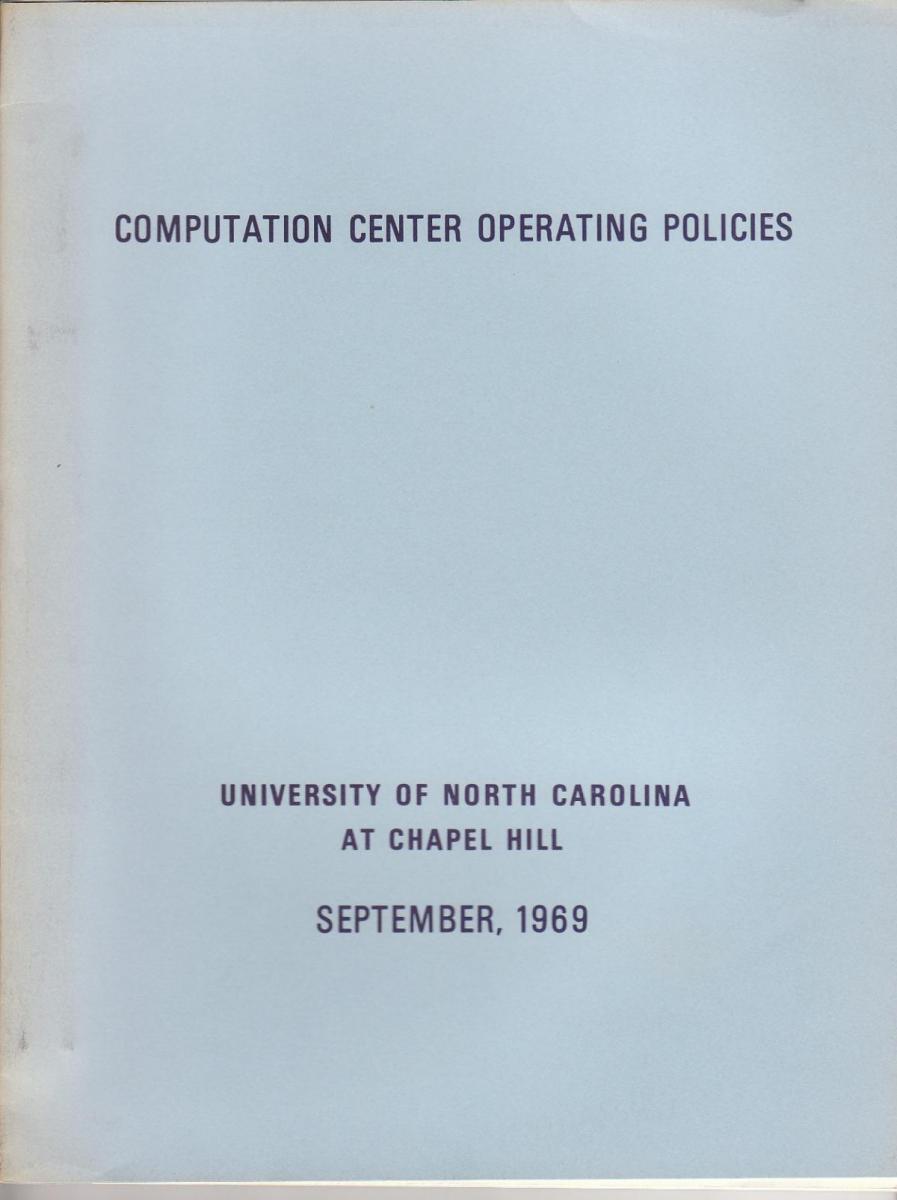 COMPUTATION CENTER OPERATING POLICIES
UNIVERSITY OF NORTH CAROLINA
AT CHAPEL HILL
SEPTEMBER, 1969